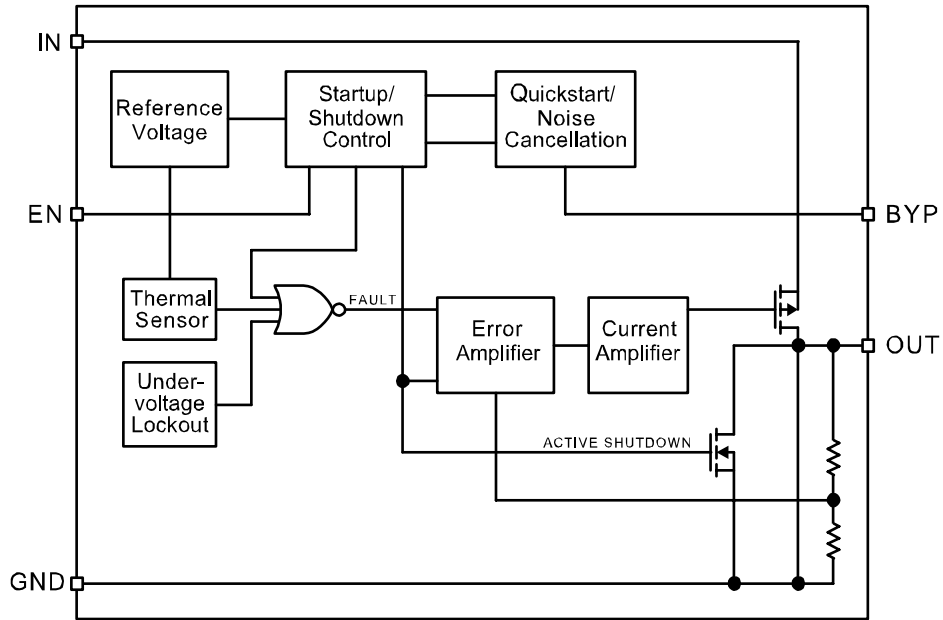 IN
Reference
Voltage
Startup/
Shutdown
Control
Quickstart/
Noise
Cancellation
EN
BYP
Thermal
Sensor
FAULT
Error
Amplifier
Current
Amplifier
OUT
Under-
voltage
Lockout
ACTIVE SHUTDOWN
GND